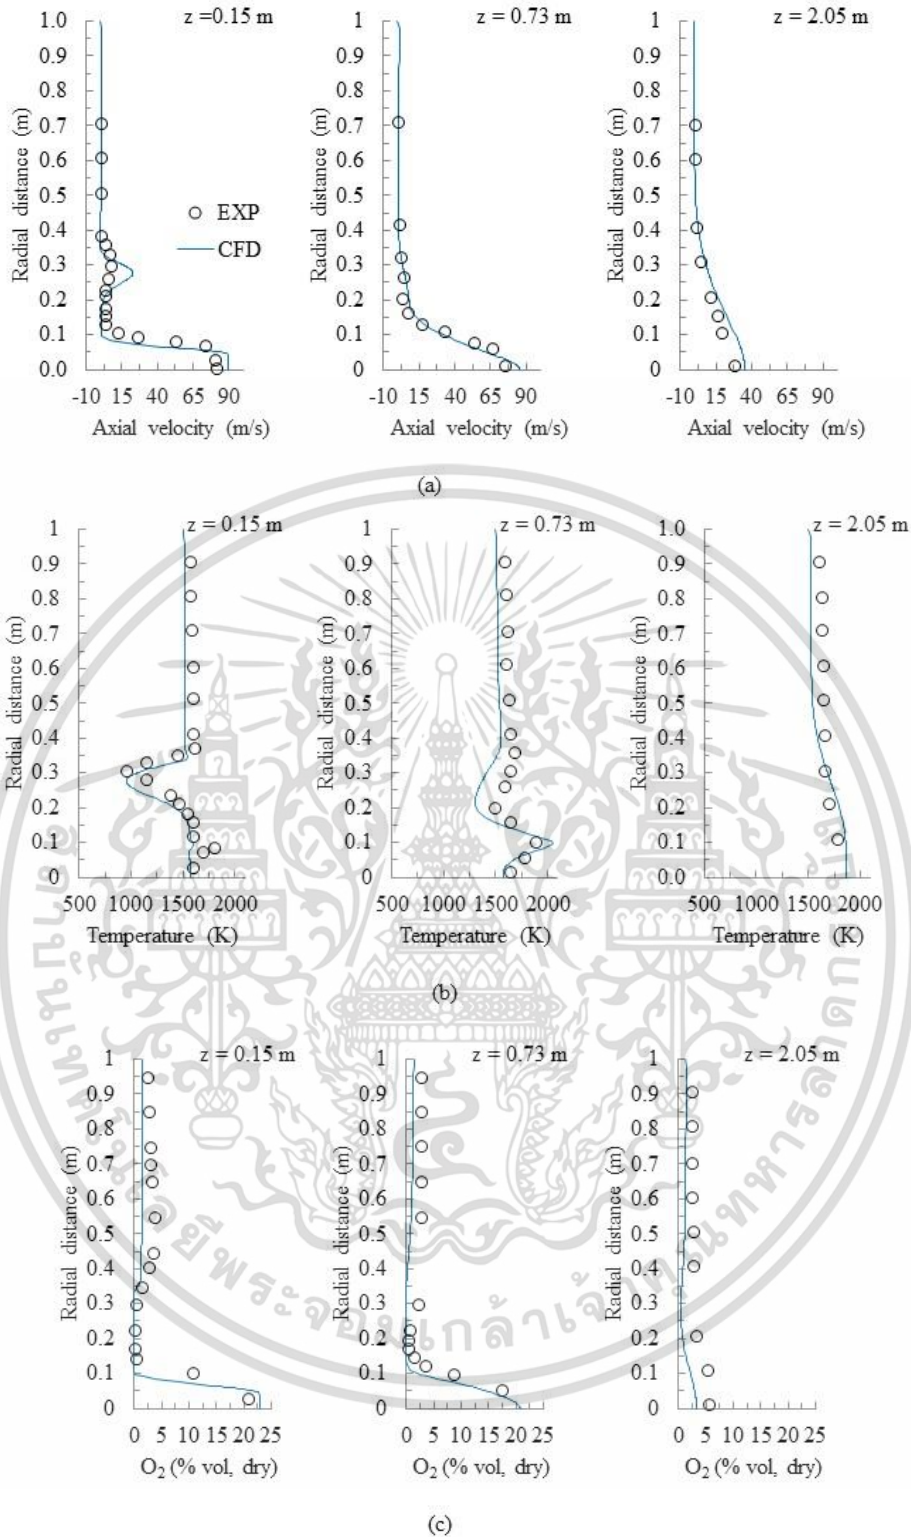 z =0.15 m
z = 0.73 m
z = 2.05 m
1.0
0.9
0.8
0.7
0.6
0.5
0.4
0.3
0.2
0.1
0.0
Radial distance (m)
EXP
CFD
-10 15 40 65 90
Axial velocity (m/s)
1.0
0.9
0.8
0.7
0.6
0.5
0.4
0.3
0.2
0.1
0
Radial distance (m)
-10 15 40 65 90
Axial velocity (m/s)
1.0
0.9
0.8
0.7
0.6
0.5
0.4
0.3
0.2
0.1
0
Radial distance (m)
-10 15 40 65 90
Axial velocity (m/s)
(a)
z = 0.15 m
z = 0.73 m
z = 2.05 m
1
0.9
0.8
0.7
0.6
0.5
0.4
0.3
0.2
0.1
0
Radial distance (m)
500 1000 1500 2000
Temperature (K)
1
0.9
0.8
0.7
0.6
0.5
0.4
0.3
0.2
0.1
0
Radial distance (m)
500 1000 1500 2000
Temperature (K)
1
0.9
0.8
0.7
0.6
0.5
0.4
0.3
0.2
0.1
0.0
Radial distance (m)
500 1000 1500 2000
Temperature (K)
(b)
z = 0.15 m
z = 0.73 m
z = 2.05 m
1
0.9
0.8
0.7
0.6
0.5
0.4
0.3
0.2
0.1
0
Radial distance (m)
0 5 10 15 20 25
O2 (% vol, dry)
1
0.9
0.8
0.7
0.6
0.5
0.4
0.3
0.2
0.1
0
Radial distance (m)
0 5 10 15 20 25
O2 (% vol, dry)
1
0.9
0.8
0.7
0.6
0.5
0.4
0.3
0.2
0.1
0
Radial distance (m)
0 5 10 15 20 25
O2 (% vol, dry)
(c)